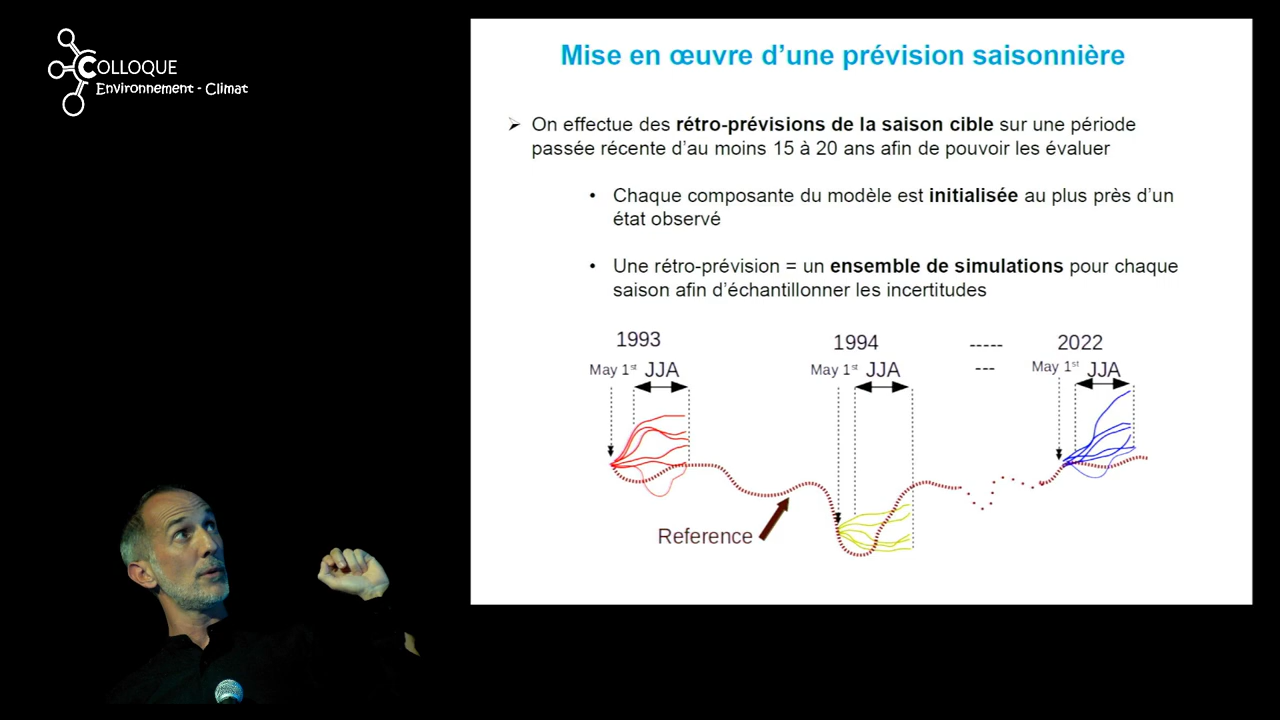 COLLOQUE
Environnement - Climat
Mise en œuvre d’une prévision saisonnière
➢ On effectue des rétro-prévisions de la saison cible sur une période
passée récente d’au moins 15 à 20 ans afin de pouvoir les évaluer
• Chaque composante du modèle est initialisée au plus près d’un
état observé
• Une rétro-prévision = un ensemble de simulations pour chaque
saison afin d’échantillonner les incertitudes
1993
1994
-----
2022
May 1st JJA
May 1st JJA
---
May 1st JJA
Reference